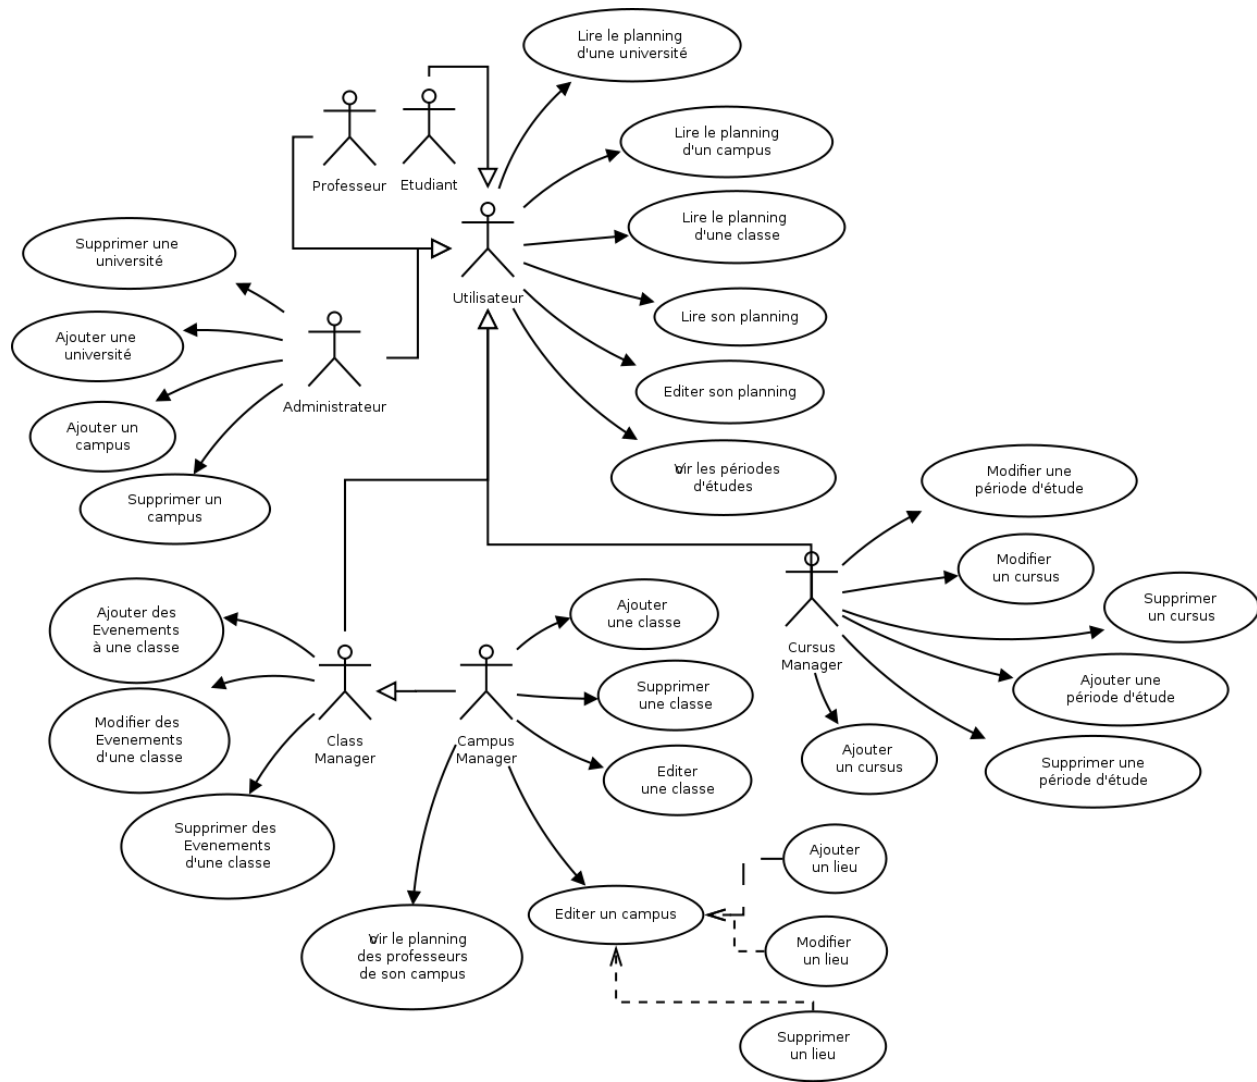 Lire le planning
d'une université
Lire le planning
d'un campus
Professeur
Etudiant
Lire le planning
d'une classe
Supprimer une
université
Utilisateur
Lire son planning
Ajouter une
université
Administrateur
Editer son planning
Ajouter un
campus
Voir les périodes
d'études
Supprimer un
campus
Modifier une
période d'étude
Modifier
un cursus
Supprimer
un cursus
Ajouter des
Evenements
à une classe
Ajouter
une classe
Cursus
Manager
Ajouter une
période d'étude
Supprimer
une classe
Modifier des
Evenements
d'une classe
Class
Manager
Campus
Manager
Ajouter
un cursus
Supprimer une
période d'étude
Editer
une classe
Supprimer des
Evenements
d'une classe
Ajouter
un lieu
Editer un campus
Voir le planning
des professeurs
de son campus
Modifier
un lieu
Supprimer
un lieu